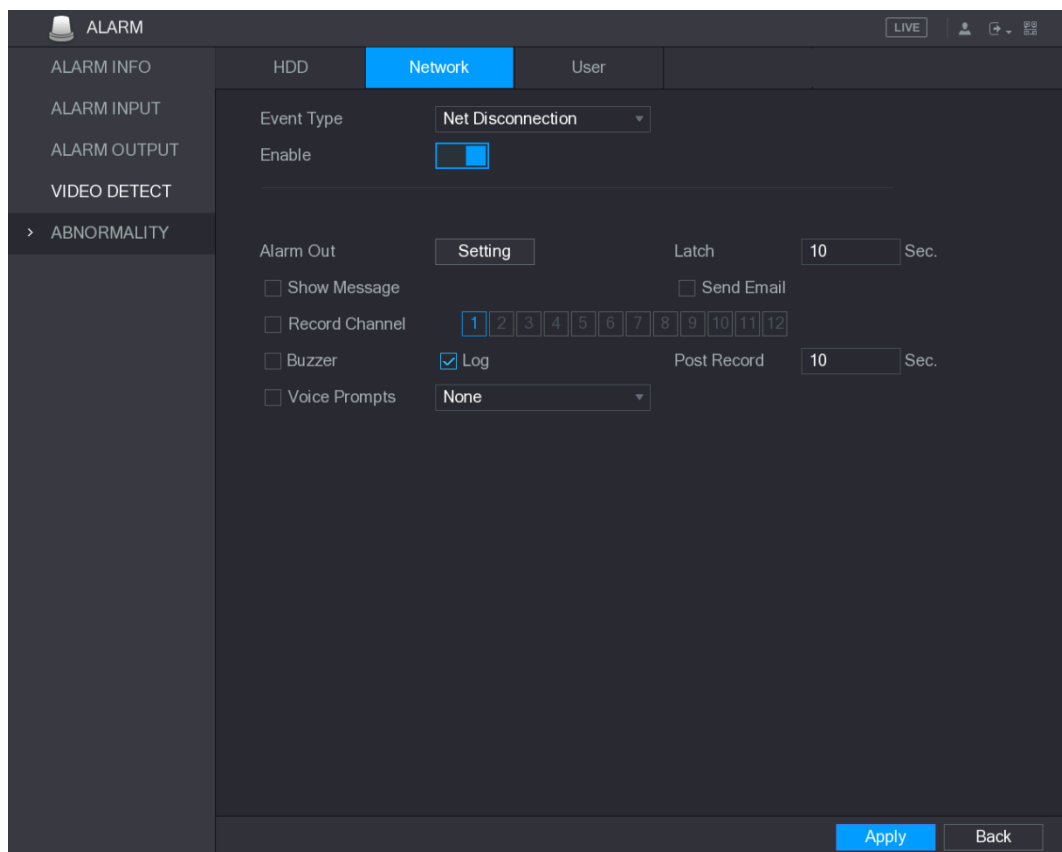 ALARM LIVE
ALARM INFO
ALARM INPUT
ALARM OUTPUT
VIDEO DETECT
> ABNORMALITY
HDD Network User
Event Type Net Disconnection
Enable
Alarm Out Setting Latch 10 Sec.
Show Message Send Email
Record Channel 1 2 3 4 5 6 7 8 9 10 11 12
Buzzer Log Post Record 10 Sec.
Voice Prompts None
Apply Back